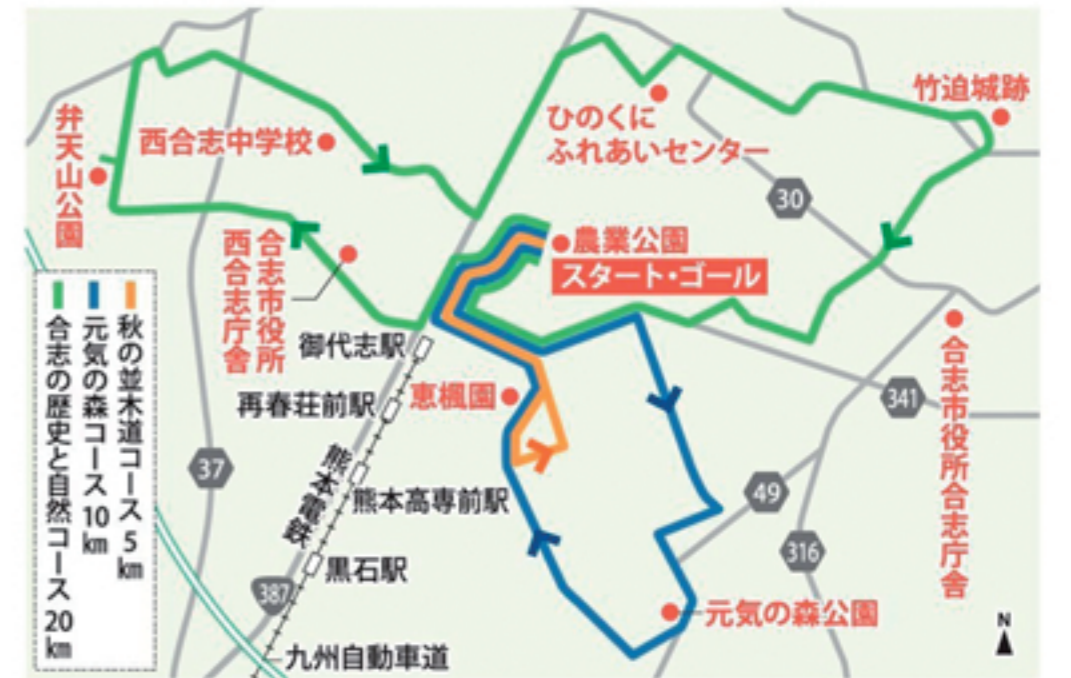 弁天山公園
西合志中学校
ひのくに
ふれあいセンター
竹迫城跡
30
農業公園
スタート・ゴール
合志市役所
西合志庁舎
御代志駅
再春荘前駅
恵楓園
341
合志市役所合志庁舎
37
熊本電鉄
熊本高専前駅
49
316
黒石駅
387
元気の森公園
九州自動車道
N
秋の並木道コース 5km
元気の森コース 10km
合志の歴史と自然コース 20km